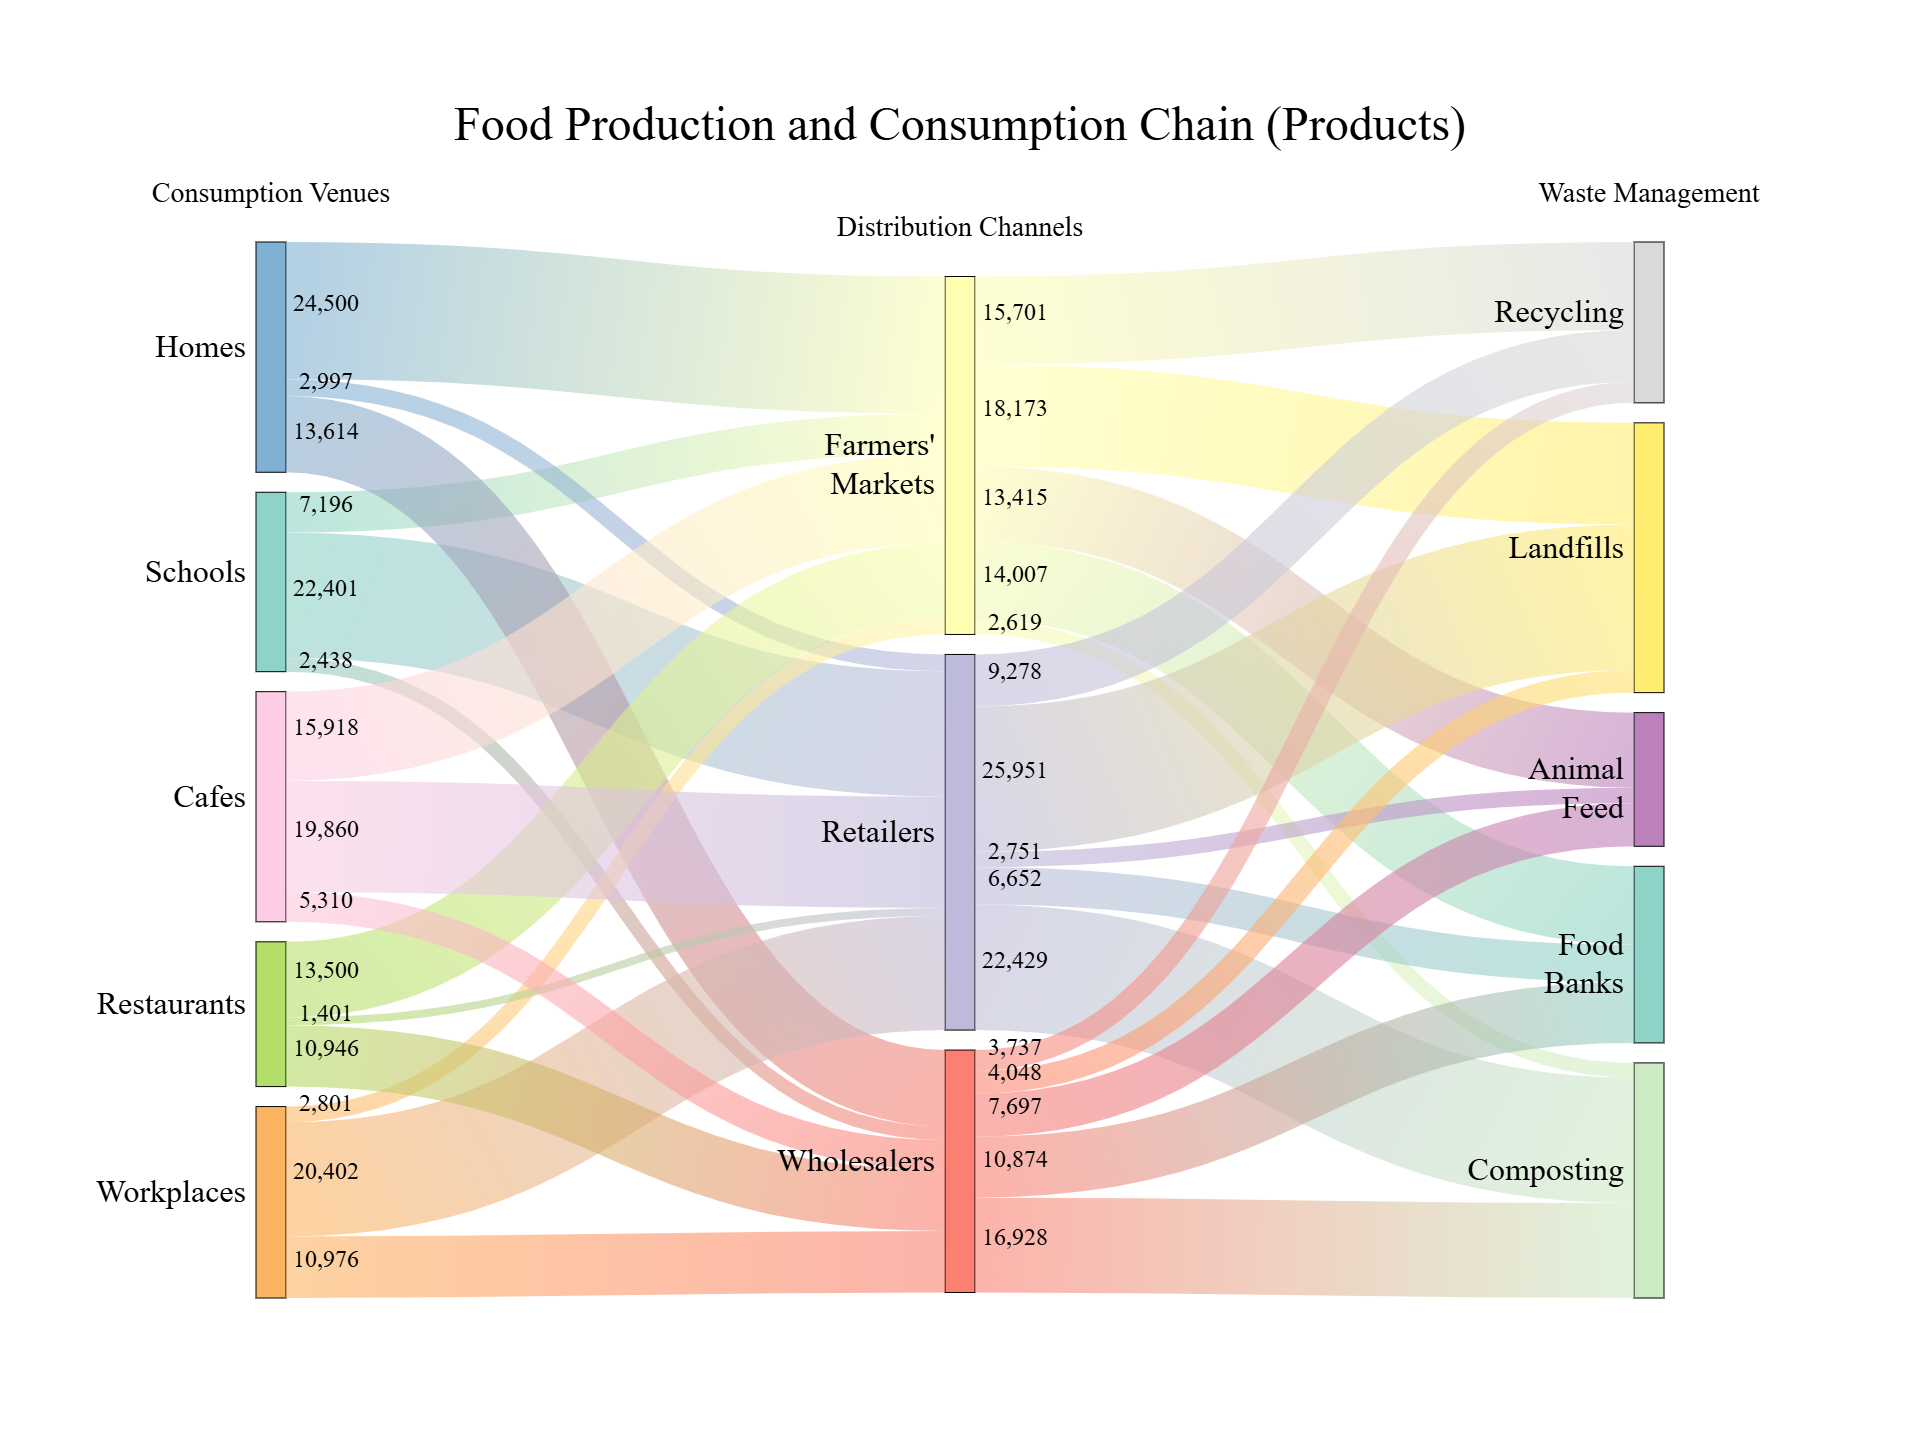 Food Production and Consumption Chain (Products)
Consumption Venues
Distribution Channels
Waste Management
Homes
24,500
2,997
13,614
Schools
7,196
22,401
2,438
Cafes
15,918
19,860
5,310
Restaurants
13,500
1,401
10,946
Workplaces
2,801
20,402
10,976
Farmers'
Markets
15,701
18,173
13,415
14,007
2,619
Retailers
9,278
25,951
2,751
6,652
22,429
Wholesalers
3,737
4,048
7,697
10,874
16,928
Recycling
Landfills
Animal
Feed
Food
Banks
Composting